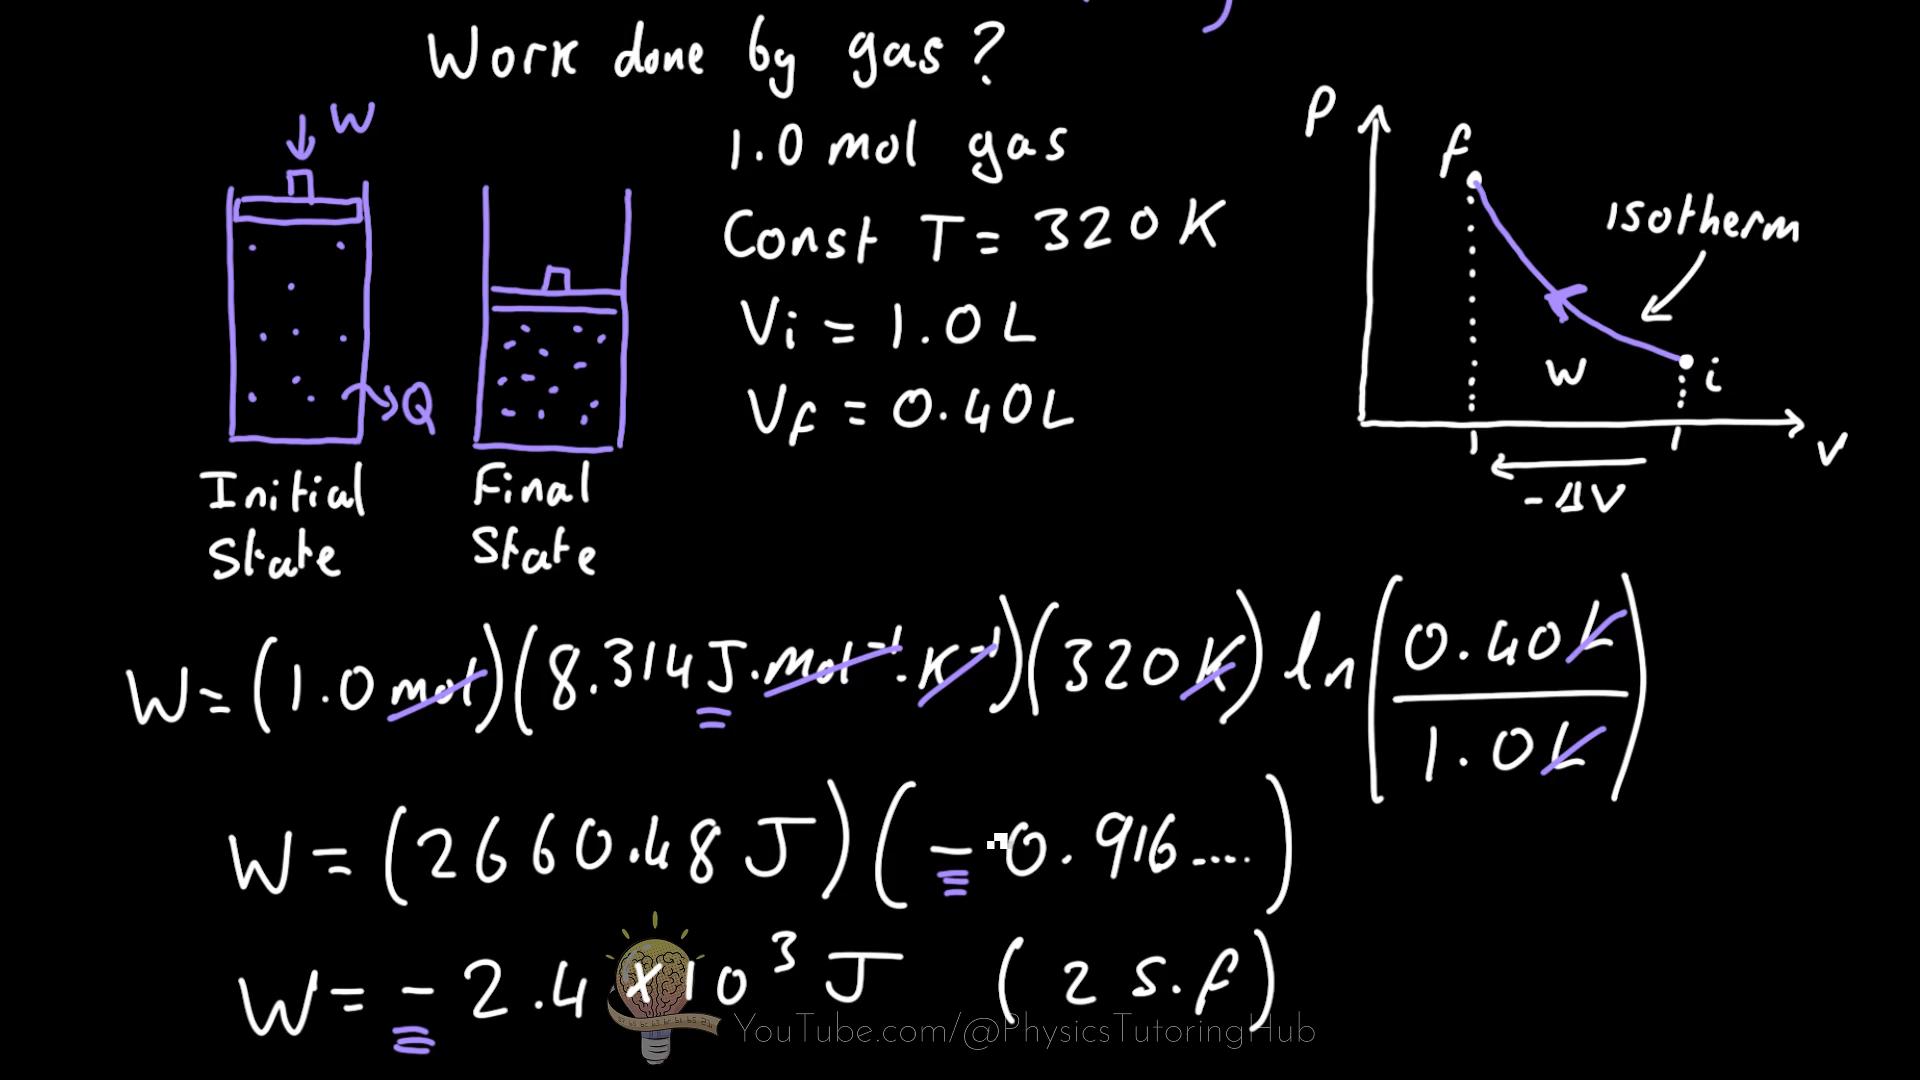 Work done by gas?
W
1.0 mol gas
Const T = 320 K
Vi = 1.0 L
Vf = 0.40 L
Q
Initial State
Final State
P
f
isotherm
W
i
V
-ΔV
W = (1.0 mol)(8.314 J·mol⁻¹·K⁻¹)(320 K) ln(0.40 L / 1.0 L)
W = (2660.48 J)(-0.916....)
W = -2.4 x 10³ J (2 s.f)
YouTube.com/@PhysicsTutoringHub